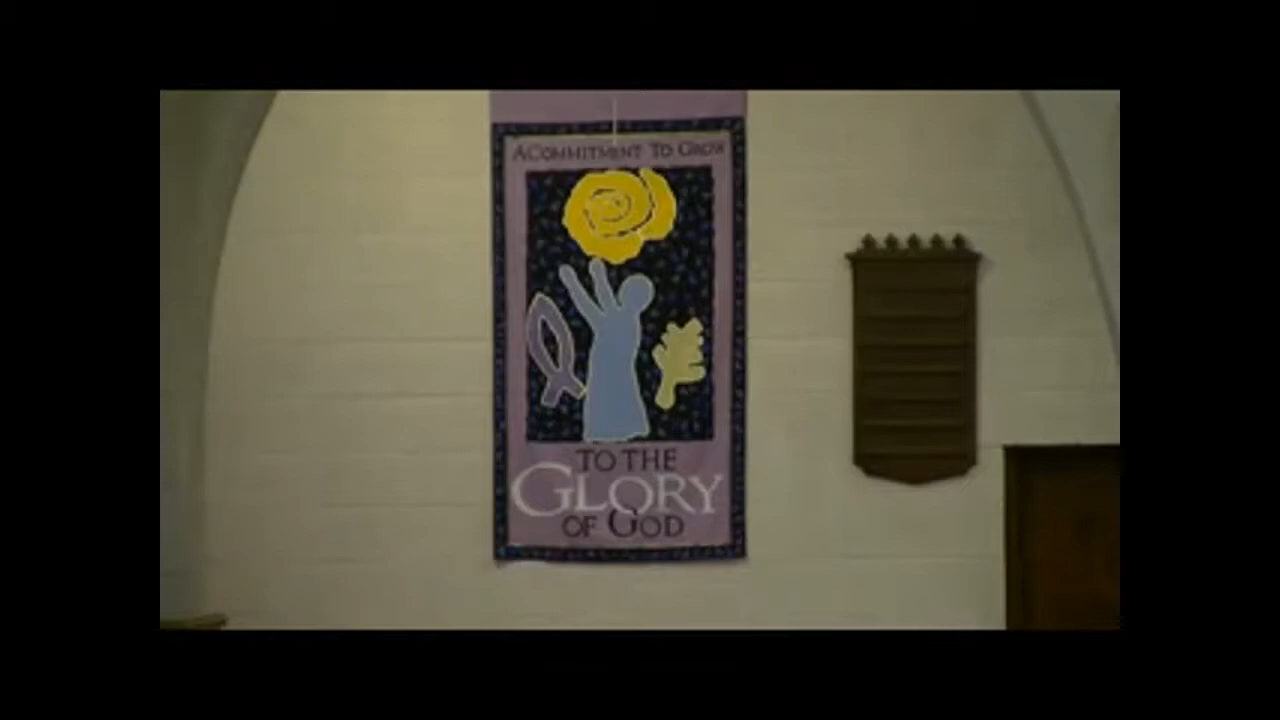 A COMMITMENT TO GROW
TO THE
GLORY
OF GOD